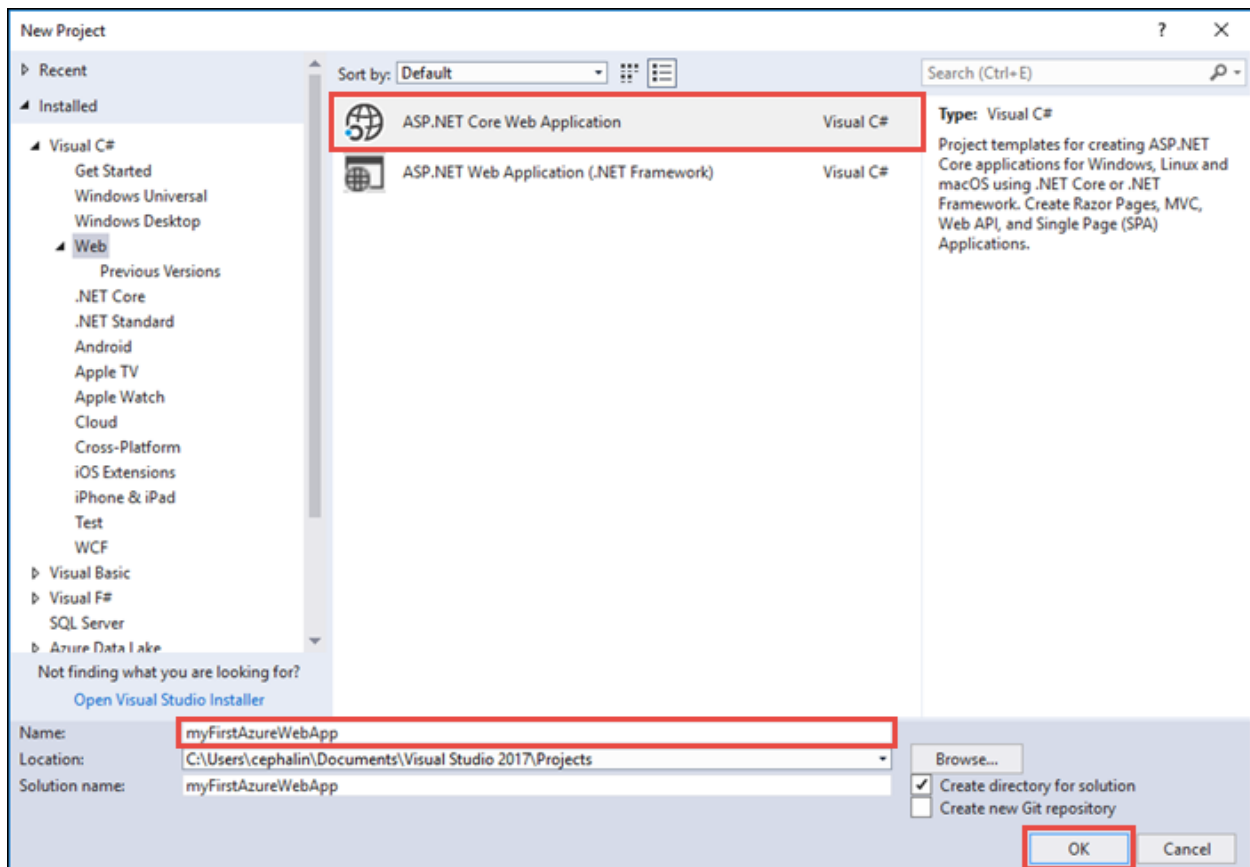 New Project
?
Recent
Installed
Visual C#
Get Started
Windows Universal
Windows Desktop
Web
Previous Versions
.NET Core
.NET Standard
Android
Apple TV
Apple Watch
Cloud
Cross-Platform
iOS Extensions
iPhone & iPad
Test
WCF
Visual Basic
Visual F#
SQL Server
Azure Data Lake
Not finding what you are looking for?
Open Visual Studio Installer
Sort by: Default
ASP.NET Core Web Application Visual C#
ASP.NET Web Application (.NET Framework) Visual C#
Search (Ctrl+E)
Type: Visual C#
Project templates for creating ASP.NET
Core applications for Windows, Linux and
macOS using .NET Core or .NET
Framework. Create Razor Pages, MVC,
Web API, and Single Page (SPA)
Applications.
Name: myFirstAzureWebApp
Location: C:\Users\cephalin\Documents\Visual Studio 2017\Projects Browse...
Solution name: myFirstAzureWebApp
Create directory for solution
Create new Git repository
OK Cancel